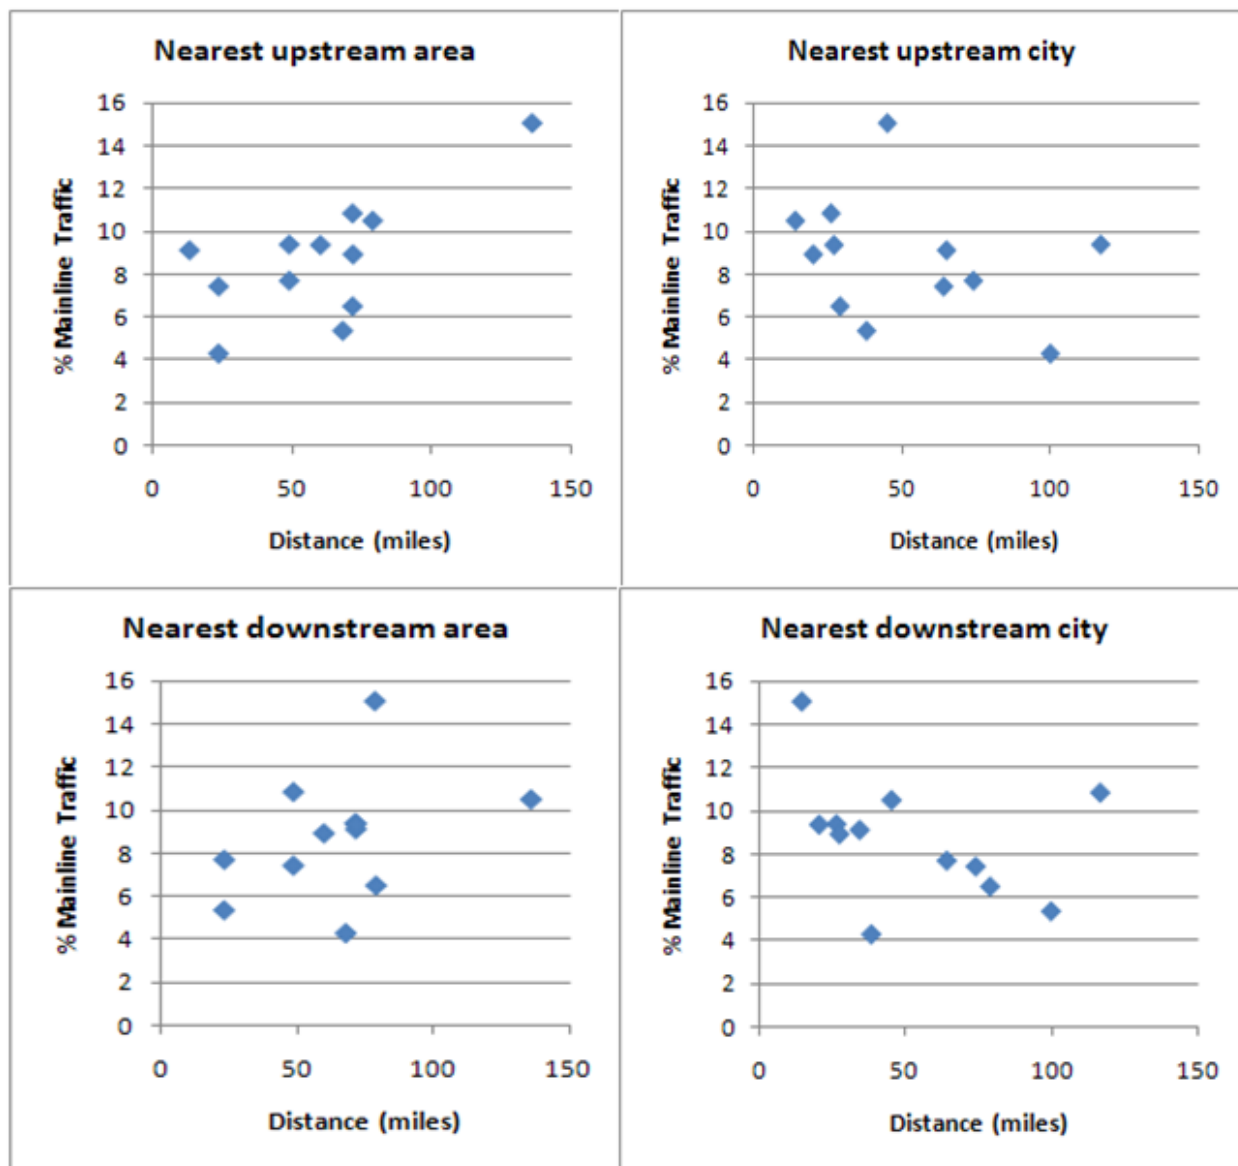 Nearest upstream area
% Mainline Traffic
16
14
12
10
8
6
4
2
0
0 50 100 150
Distance (miles)
Nearest upstream city
% Mainline Traffic
16
14
12
10
8
6
4
2
0
0 50 100 150
Distance (miles)
Nearest downstream area
% Mainline Traffic
16
14
12
10
8
6
4
2
0
0 50 100 150
Distance (miles)
Nearest downstream city
% Mainline Traffic
16
14
12
10
8
6
4
2
0
0 50 100 150
Distance (miles)